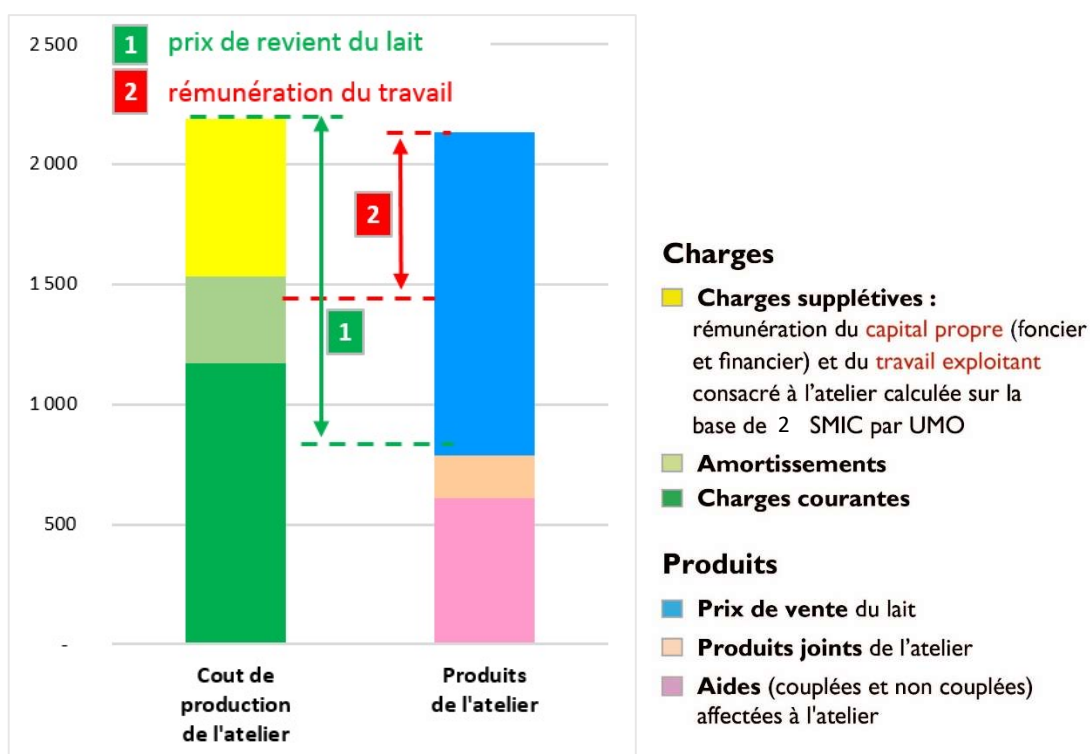 2 500
1 prix de revient du lait
2 rémunération du travail
2 000
2
1 500
1
1 000
500
-
Cout de
production
de l'atelier
Produits
de l'atelier
Charges
Charges supplétives :
rémunération du capital propre (foncier
et financier) et du travail exploitant
consacré à l'atelier calculée sur la
base de 2 SMIC par UMO
Amortissements
Charges courantes
Produits
Prix de vente du lait
Produits joints de l'atelier
Aides (couplées et non couplées)
affectées à l'atelier